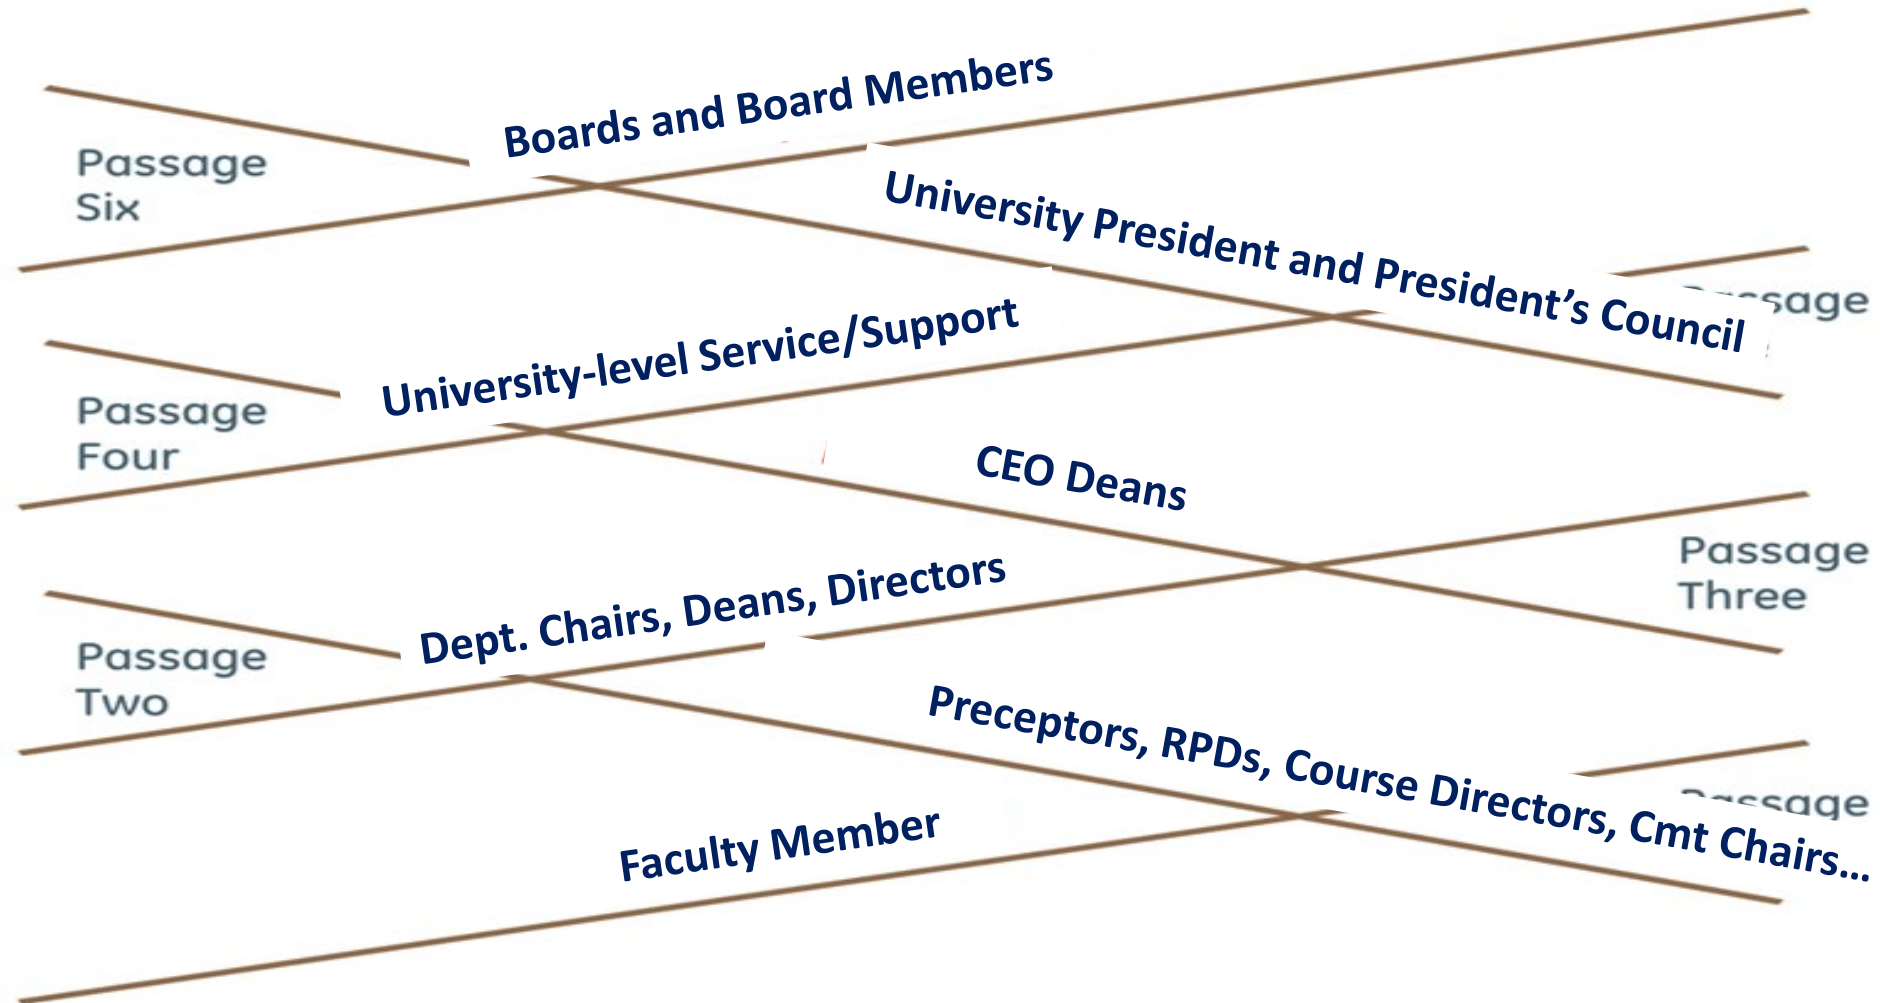 Boards and Board Members
Passage
Six
University President and President's Council
University-level Service/Support
Passage
Four
CEO Deans
Passage
Three
Dept. Chairs, Deans, Directors
Passage
Two
Preceptors, RPDs, Course Directors, Cmt Chairs...
Faculty Member